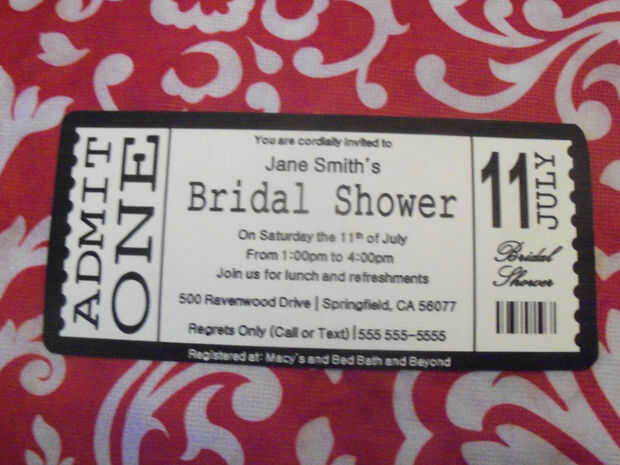 ADMIT
ONE
You are cordially invited to
Jane Smith's
Bridal Shower
On Saturday the 11th of July
From 1:00pm to 4:00pm
Join us for lunch and refreshments
500 Ravenwood Drive | Springfield, CA 56077
Regrets Only (Call or Text) | 555 555-5555
Registered at: Macy's and Bed Bath and Beyond
11
JULY
Bridal
Shower